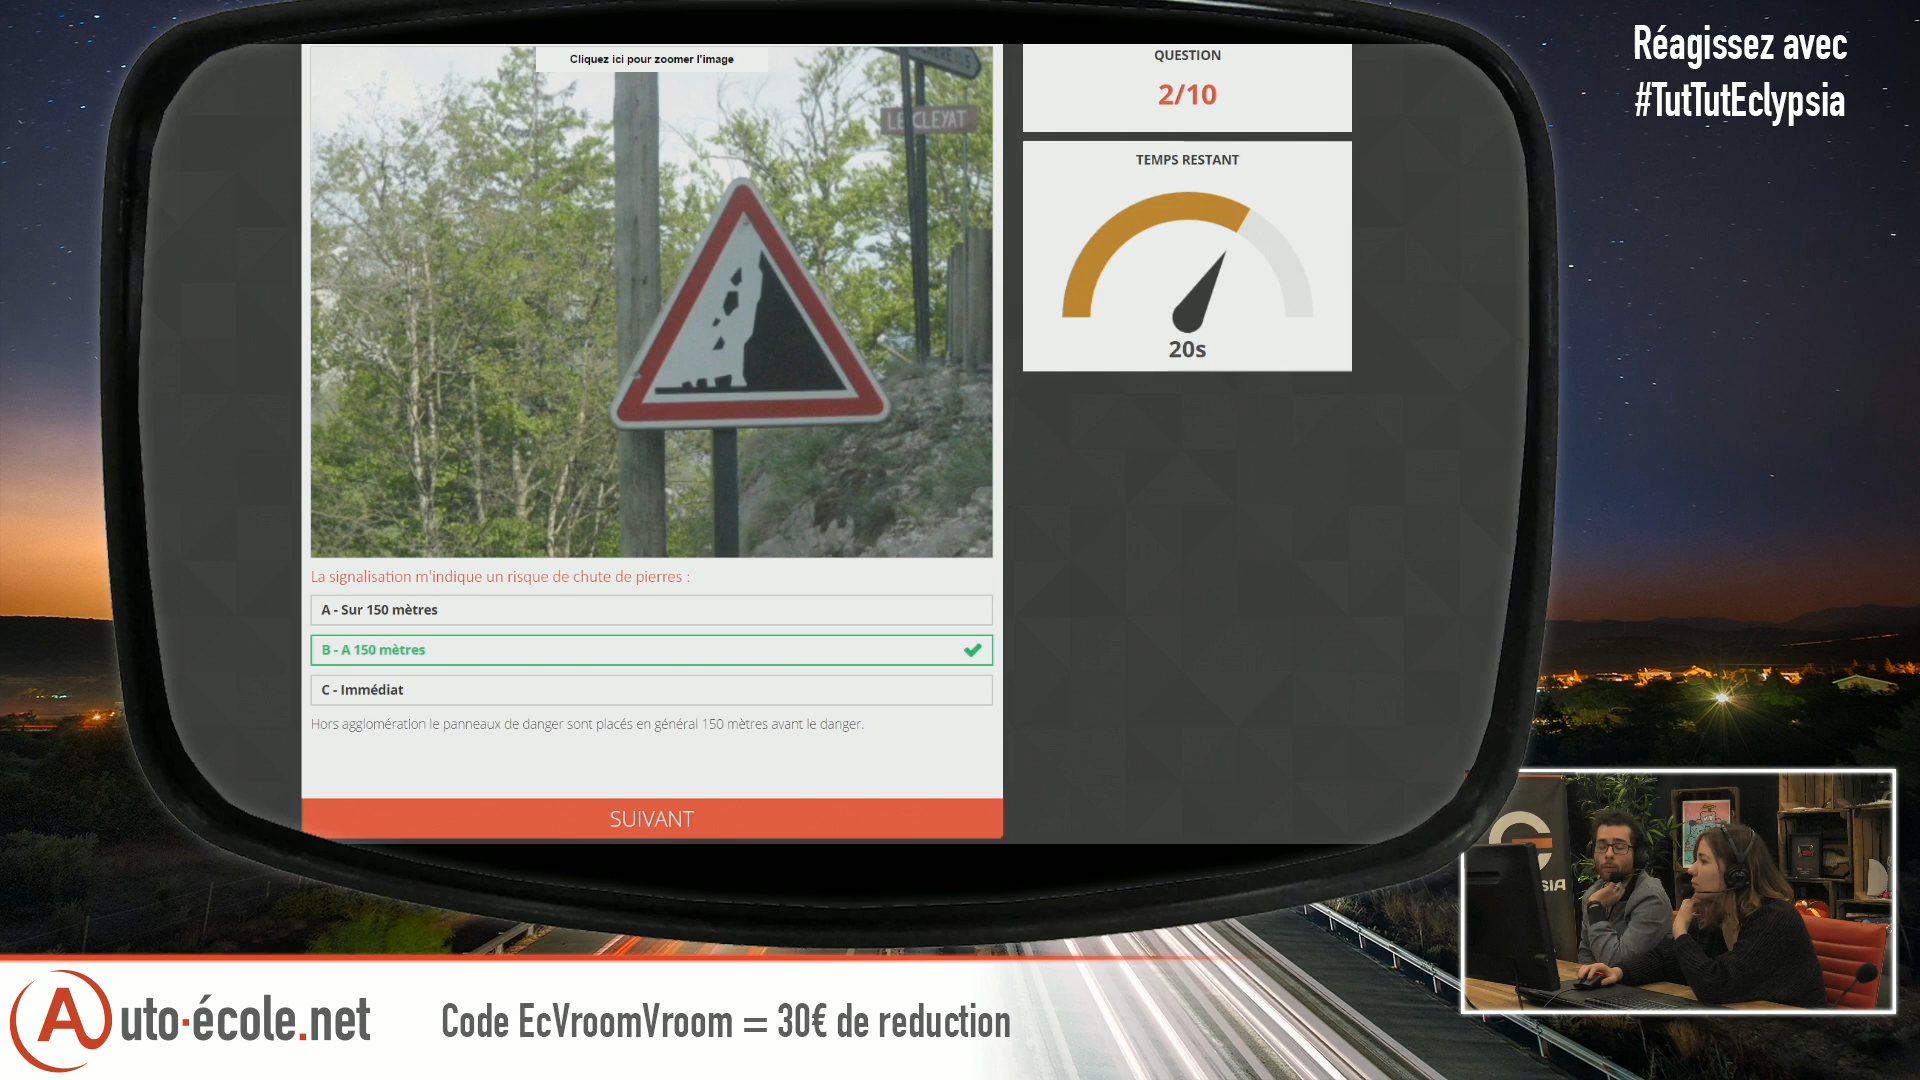 Cliquez ici pour zoomer l'image
LE CLEYAT
La signalisation m'indique un risque de chute de pierres :
A - Sur 150 mètres
B - A 150 mètres
C - Immédiat
Hors agglomération le panneaux de danger sont placés en général 150 mètres avant le danger.
SUIVANT
QUESTION
2/10
TEMPS RESTANT
20s
Réagissez avec
#TutTutEclypsia
Auto·école.net
Code EcVroomVroom = 30€ de reduction